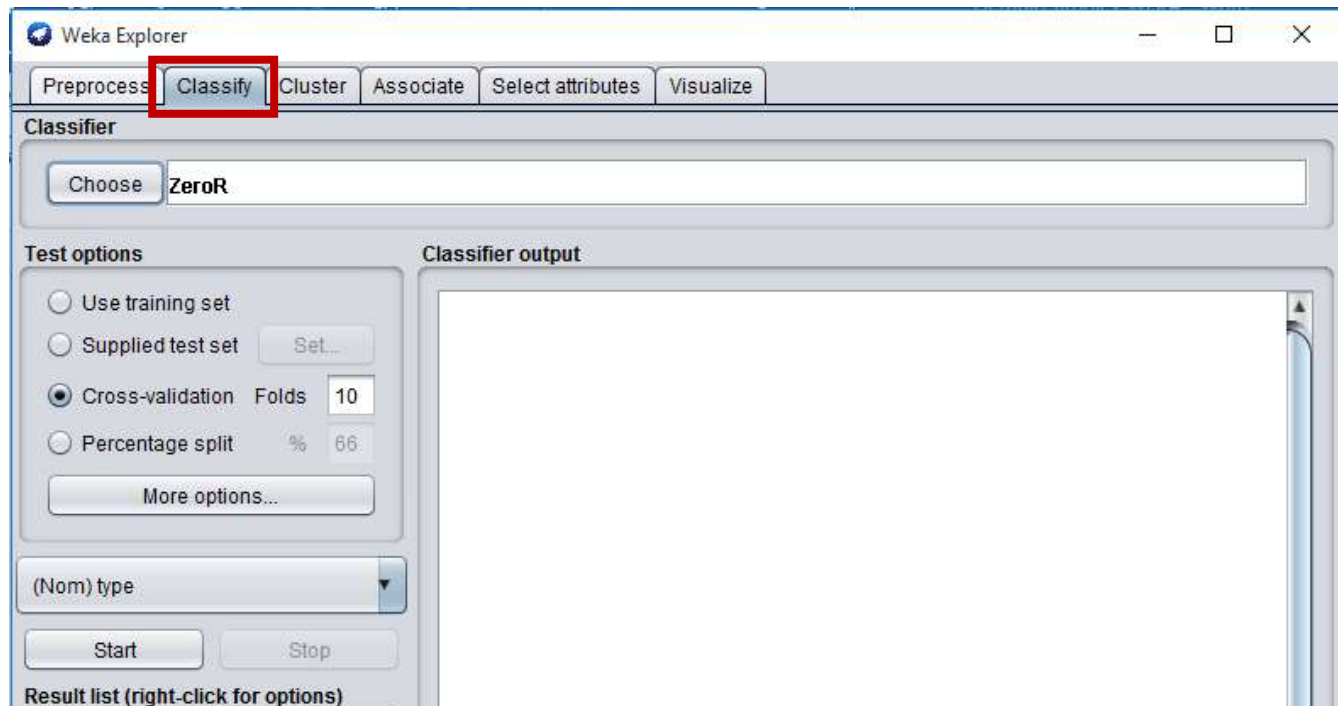 Weka Explorer
Preprocess Classify Cluster Associate Select attributes Visualize
Classifier
Choose ZeroR
Test options
Classifier output
Use training set
Supplied test set Set...
Cross-validation Folds 10
Percentage split % 66
More options...
(Nom) type
Start Stop
Result list (right-click for options)